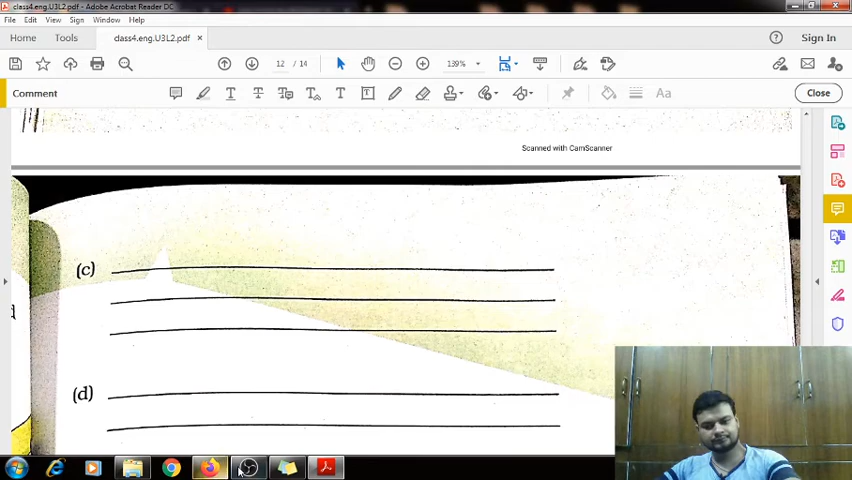 class4.eng.U3L2.pdf - Adobe Acrobat Reader DC
File Edit View Sign Window Help
Home Tools class4.eng.U3L2.pdf × Sign In
12 / 14 139%
Comment Aa Close
Scanned with CamScanner
(c)
(d)